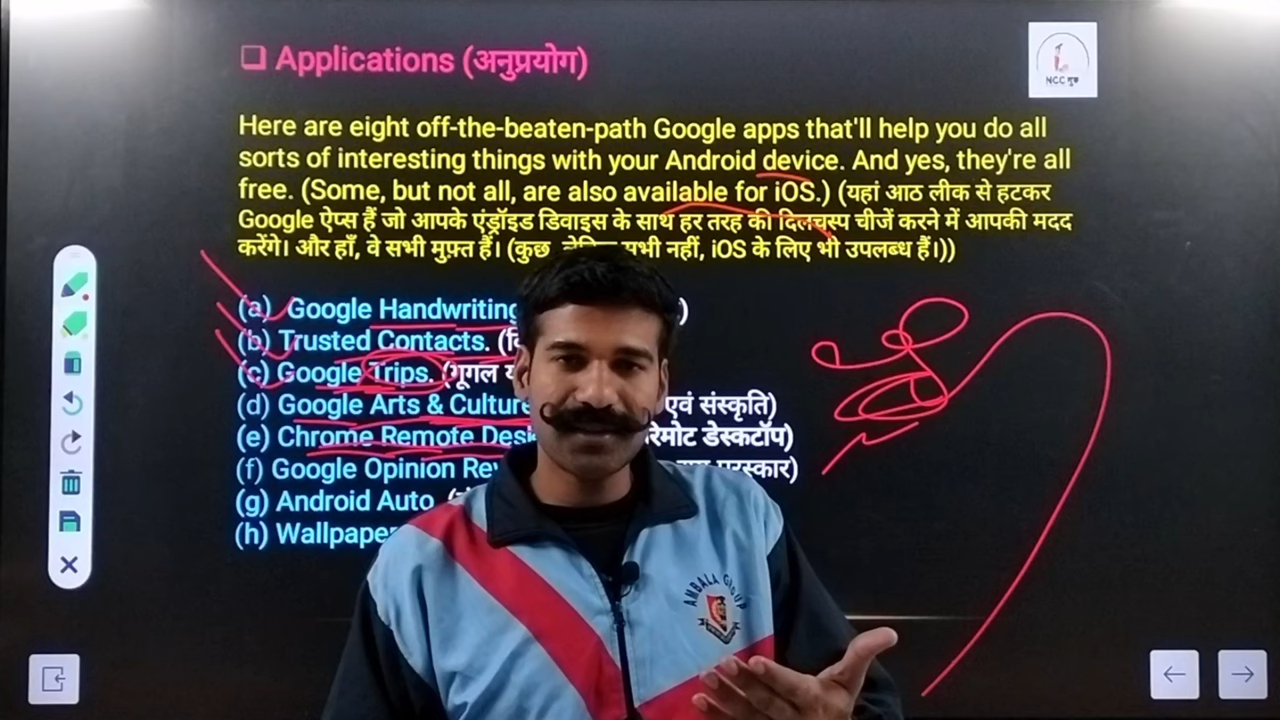 ❑ Applications (अनुप्रयोग)
NCC गुरु
Here are eight off-the-beaten-path Google apps that'll help you do all
sorts of interesting things with your Android device. And yes, they're all
free. (Some, but not all, are also available for iOS.) (यहां आठ लीक से हटकर
Google ऐप्स हैं जो आपके एंड्रॉइड डिवाइस के साथ हर तरह की दिलचस्प चीजें करने में आपकी मदद
करेंगे। और हाँ, वे सभी मुफ़्त हैं। (कुछ सभी नहीं, iOS के लिए भी उपलब्ध हैं।))
(a) Google Handwriting )
(b) Trusted Contacts. (
(c) Google Trips. (गूगल
(d) Google Arts & Culture एवं संस्कृति)
(e) Chrome Remote रिमोट डेस्कटॉप)
(f) Google Opinion
(g) Android Auto
(h)
AMBALA GROUP